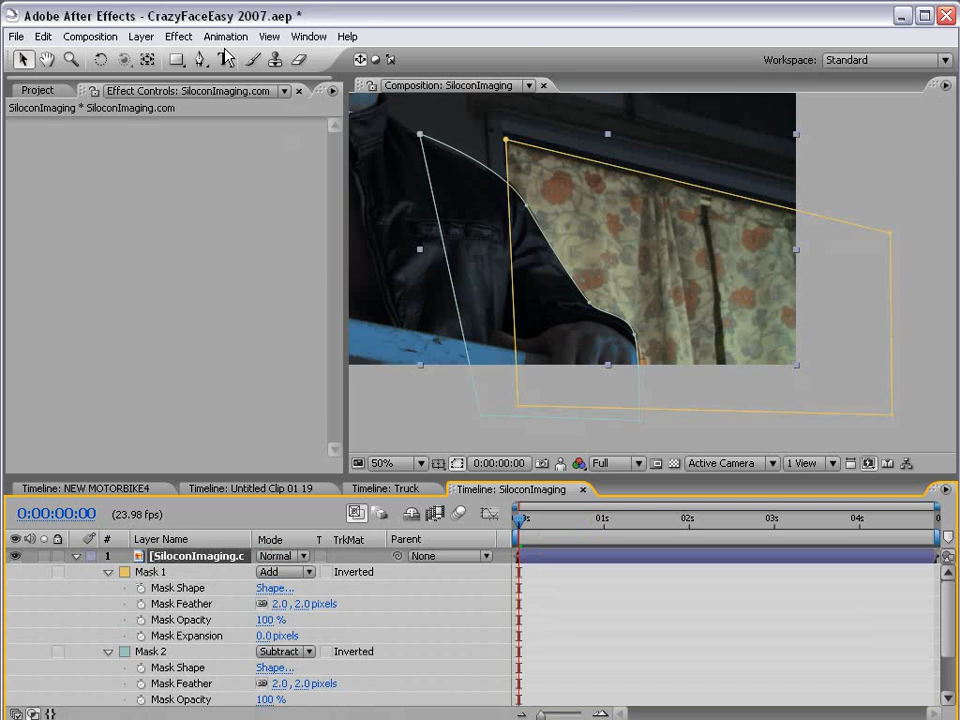 Adobe After Effects - CrazyFaceEasy 2007.aep *
File Edit Composition Layer Effect Animation View Window Help
Workspace: Standard
Project Effect Controls: SiloconImaging.com
Composition: SiloconImaging
SiloconImaging * SiloconImaging.com
50% 0:00:00:00 Full Active Camera 1 View
Timeline: NEW MOTORBIKE4 Timeline: Untitled Clip 01 19 Timeline: Truck Timeline: SiloconImaging
0:00:00:00 (23.98 fps)
01s 02s 03s 04s
# Layer Name Mode T TrkMat Parent
1 [SiloconImaging.c Normal None
Mask 1 Add Inverted
Mask Shape Shape...
Mask Feather 2.0, 2.0 pixels
Mask Opacity 100 %
Mask Expansion 0.0 pixels
Mask 2 Subtract Inverted
Mask Shape Shape...
Mask Feather 2.0, 2.0 pixels
Mask Opacity 100 %